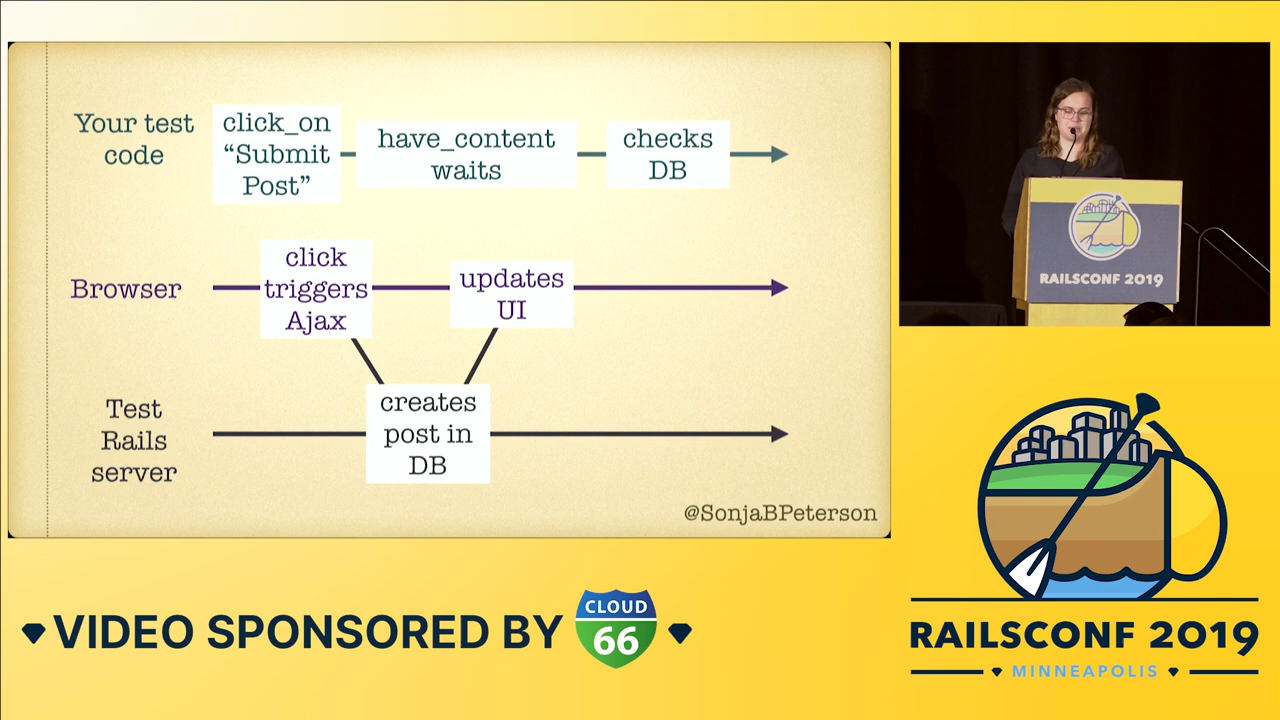 Your test
code
click_on
“Submit
Post”
have_content
waits
checks
DB
Browser
click
triggers
Ajax
updates
UI
Test
Rails
server
creates
post in
DB
@SonjaBPeterson
RAILSCONF 2019
VIDEO SPONSORED BY
CLOUD
66
RAILSCONF 2019
MINNEAPOLIS